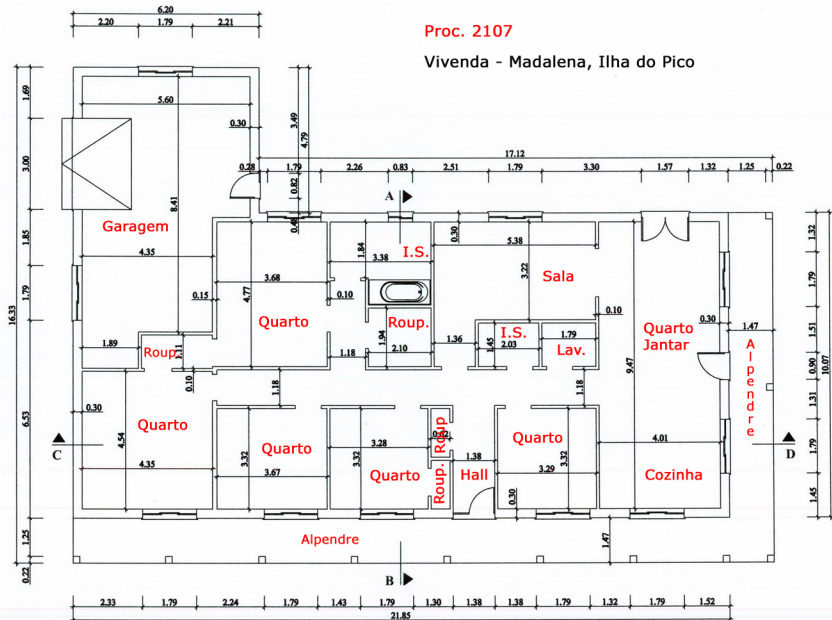 6.20
2.20 1.79 2.21
Proc. 2107
Vivenda - Madalena, Ilha do Pico
5.60
0.30
8.41
1.69
3.00
1.85
1.79
6.53
1.25
0.22
16.33
3.49
4.79
0.82
0.48
17.12
0.28 1.79 2.26 0.83 2.51 1.79 3.30 1.57 1.32 1.25 0.22
A
Garagem
4.35
0.15
3.68
4.77
Quarto
1.84
I.S.
3.38
0.10
0.30
5.38
3.22
Sala
0.10
Quarto
Jantar
0.30
1.47
Alpendre
1.32
1.79
1.51
0.90
1.31
1.79
1.45
10.07
1.89
Roup.
1.11
0.10
1.18
1.94
Roup.
2.10
1.36
I.S.
1.45
2.03
1.79
Lav.
9.47
1.18
1.18
0.30
Quarto
4.54
4.35
C
Quarto
3.32
3.67
3.28
3.32
Quarto
0.62
Roup
Roup.
1.38
Hall
Quarto
3.32
3.29
0.30
4.01
Cozinha
D
Alpendre
1.47
B
2.33 1.79 2.24 1.79 1.43 1.79 1.30 1.38 1.38 1.79 1.32 1.79 1.52
21.85